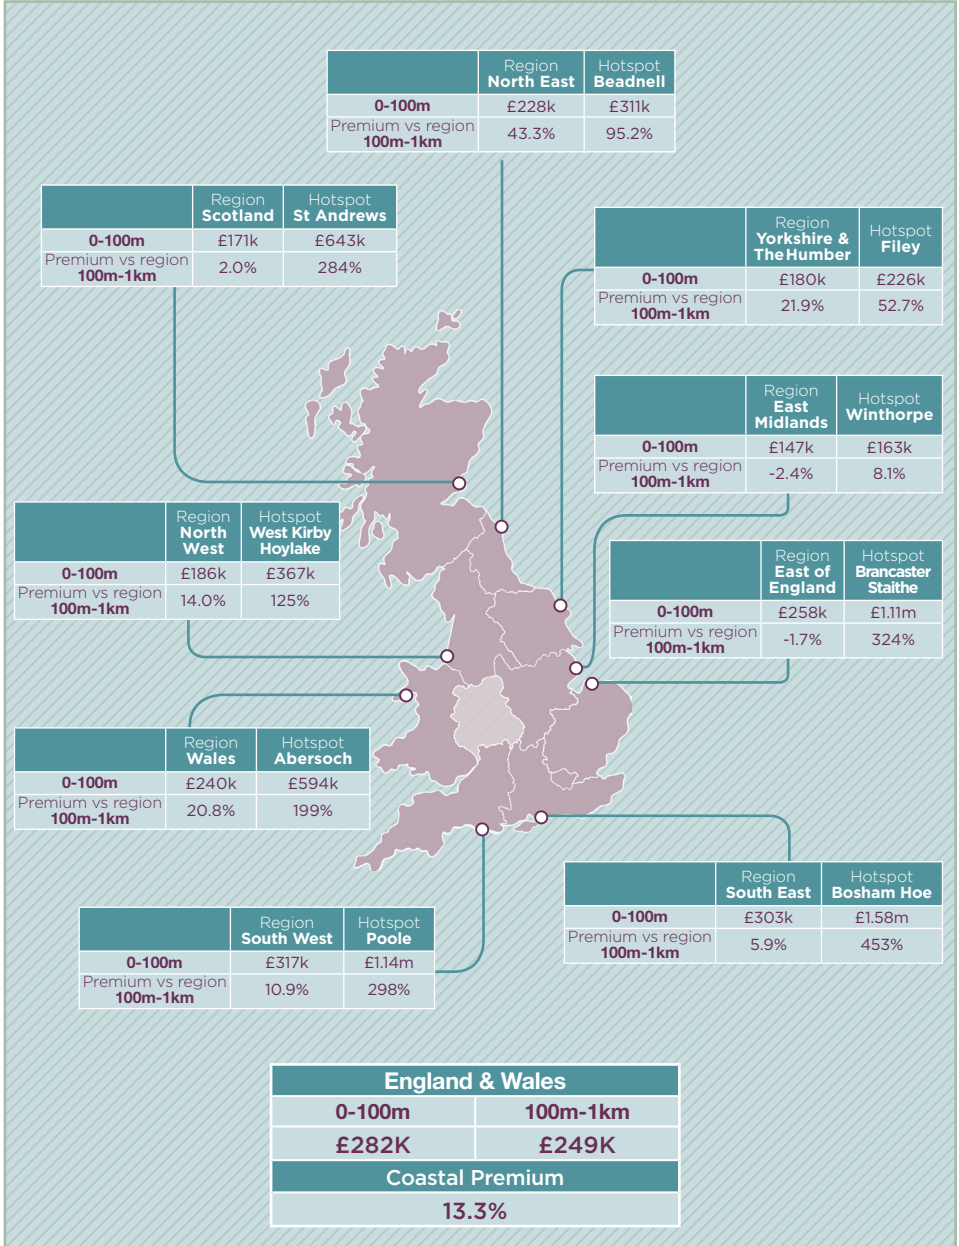 Region Hotspot
North East Beadnell
0-100m £228k £311k
Premium vs region
100m-1km 43.3% 95.2%
Region Hotspot
Scotland St Andrews
0-100m £171k £643k
Premium vs region
100m-1km 2.0% 284%
Region Hotspot
Yorkshire & Filey
The Humber
0-100m £180k £226k
Premium vs region
100m-1km 21.9% 52.7%
Region Hotspot
East Winthorpe
Midlands
0-100m £147k £163k
Premium vs region
100m-1km -2.4% 8.1%
Region Hotspot
North West Kirby
West Hoylake
0-100m £186k £367k
Premium vs region
100m-1km 14.0% 125%
Region Hotspot
East of Brancaster
England Staithe
0-100m £258k £1.11m
Premium vs region
100m-1km -1.7% 324%
Region Hotspot
Wales Abersoch
0-100m £240k £594k
Premium vs region
100m-1km 20.8% 199%
Region Hotspot
South East Bosham Hoe
0-100m £303k £1.58m
Premium vs region
100m-1km 5.9% 453%
Region Hotspot
South West Poole
0-100m £317k £1.14m
Premium vs region
100m-1km 10.9% 298%
England & Wales
0-100m 100m-1km
£282K £249K
Coastal Premium
13.3%